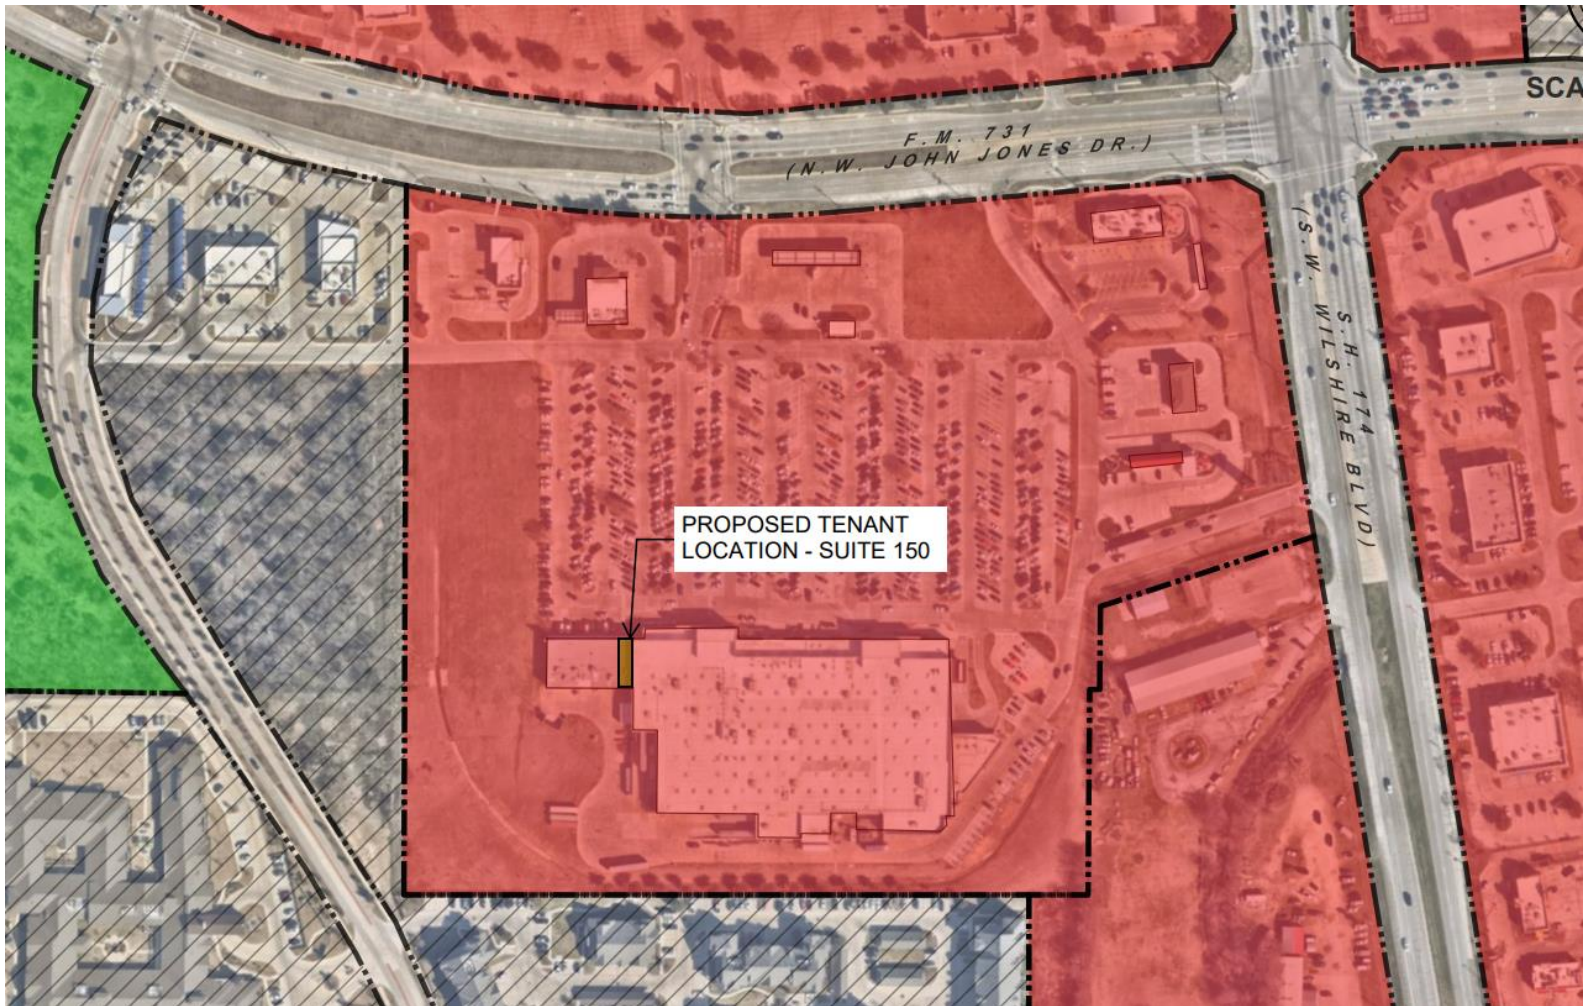 F.M. 731
(N.W. JOHN JONES DR.)
SCA
S.H. 174
(S.W. WILSHIRE BLVD)
PROPOSED TENANT
LOCATION - SUITE 150